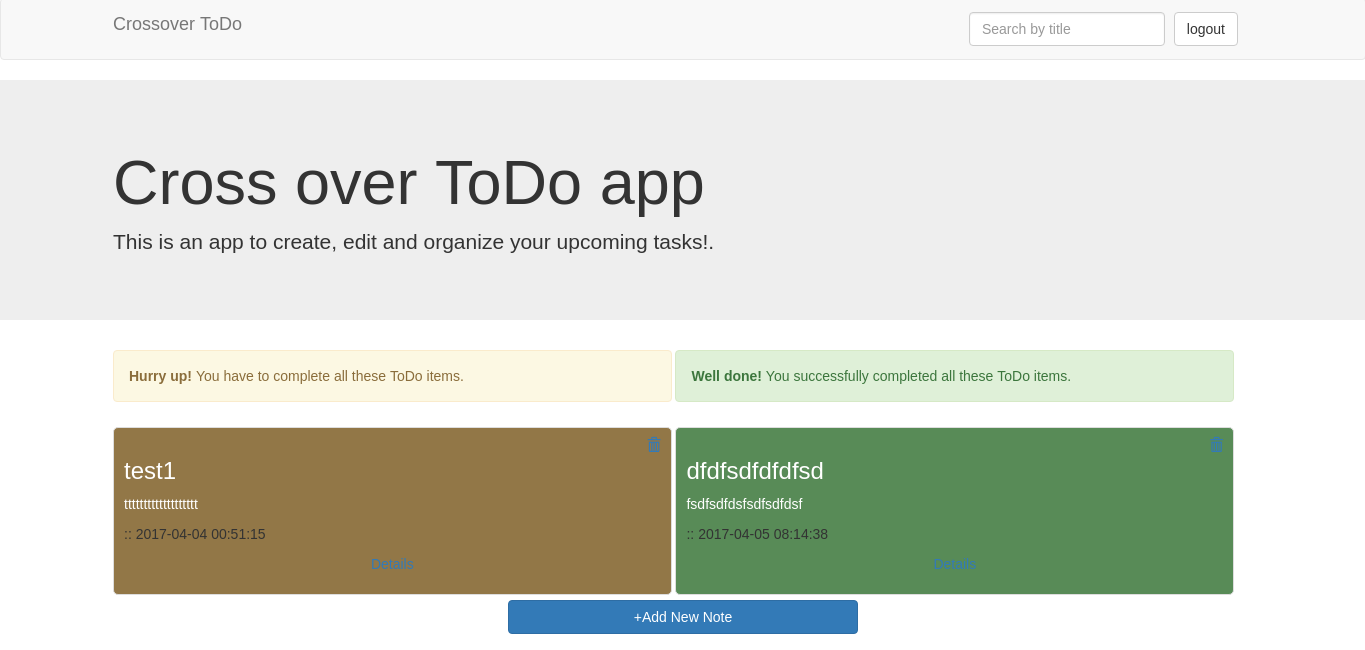 Crossover ToDo
Search by title
logout
Cross over ToDo app
This is an app to create, edit and organize your upcoming tasks!.
Hurry up! You have to complete all these ToDo items.
Well done! You successfully completed all these ToDo items.
test1
ttttttttttttttttttt
:: 2017-04-04 00:51:15
Details
dfdfsdfdfdfsd
fsdfsdfdsfsdfsdfdsf
:: 2017-04-05 08:14:38
Details
+Add New Note